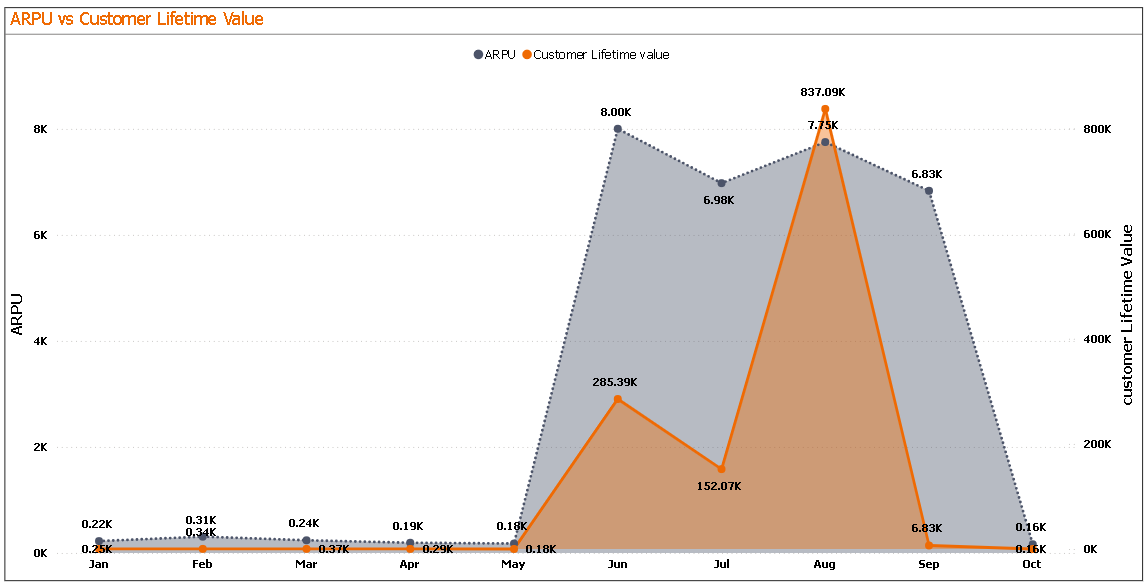 ARPU vs Customer Lifetime Value
ARPU Customer Lifetime value
837.09K
8.00K
7.75K
8K
800K
6.83K
6.98K
6K
600K
customer Lifetime Value
ARPU
4K
400K
285.39K
2K
200K
152.07K
0.22K
0.31K
0.24K
0.19K
0.18K
6.83K
0.16K
0.34K
0K
0.25K
0.37K
0.29K
0.18K
0.16K
0K
Jan Feb Mar Apr May Jun Jul Aug Sep Oct